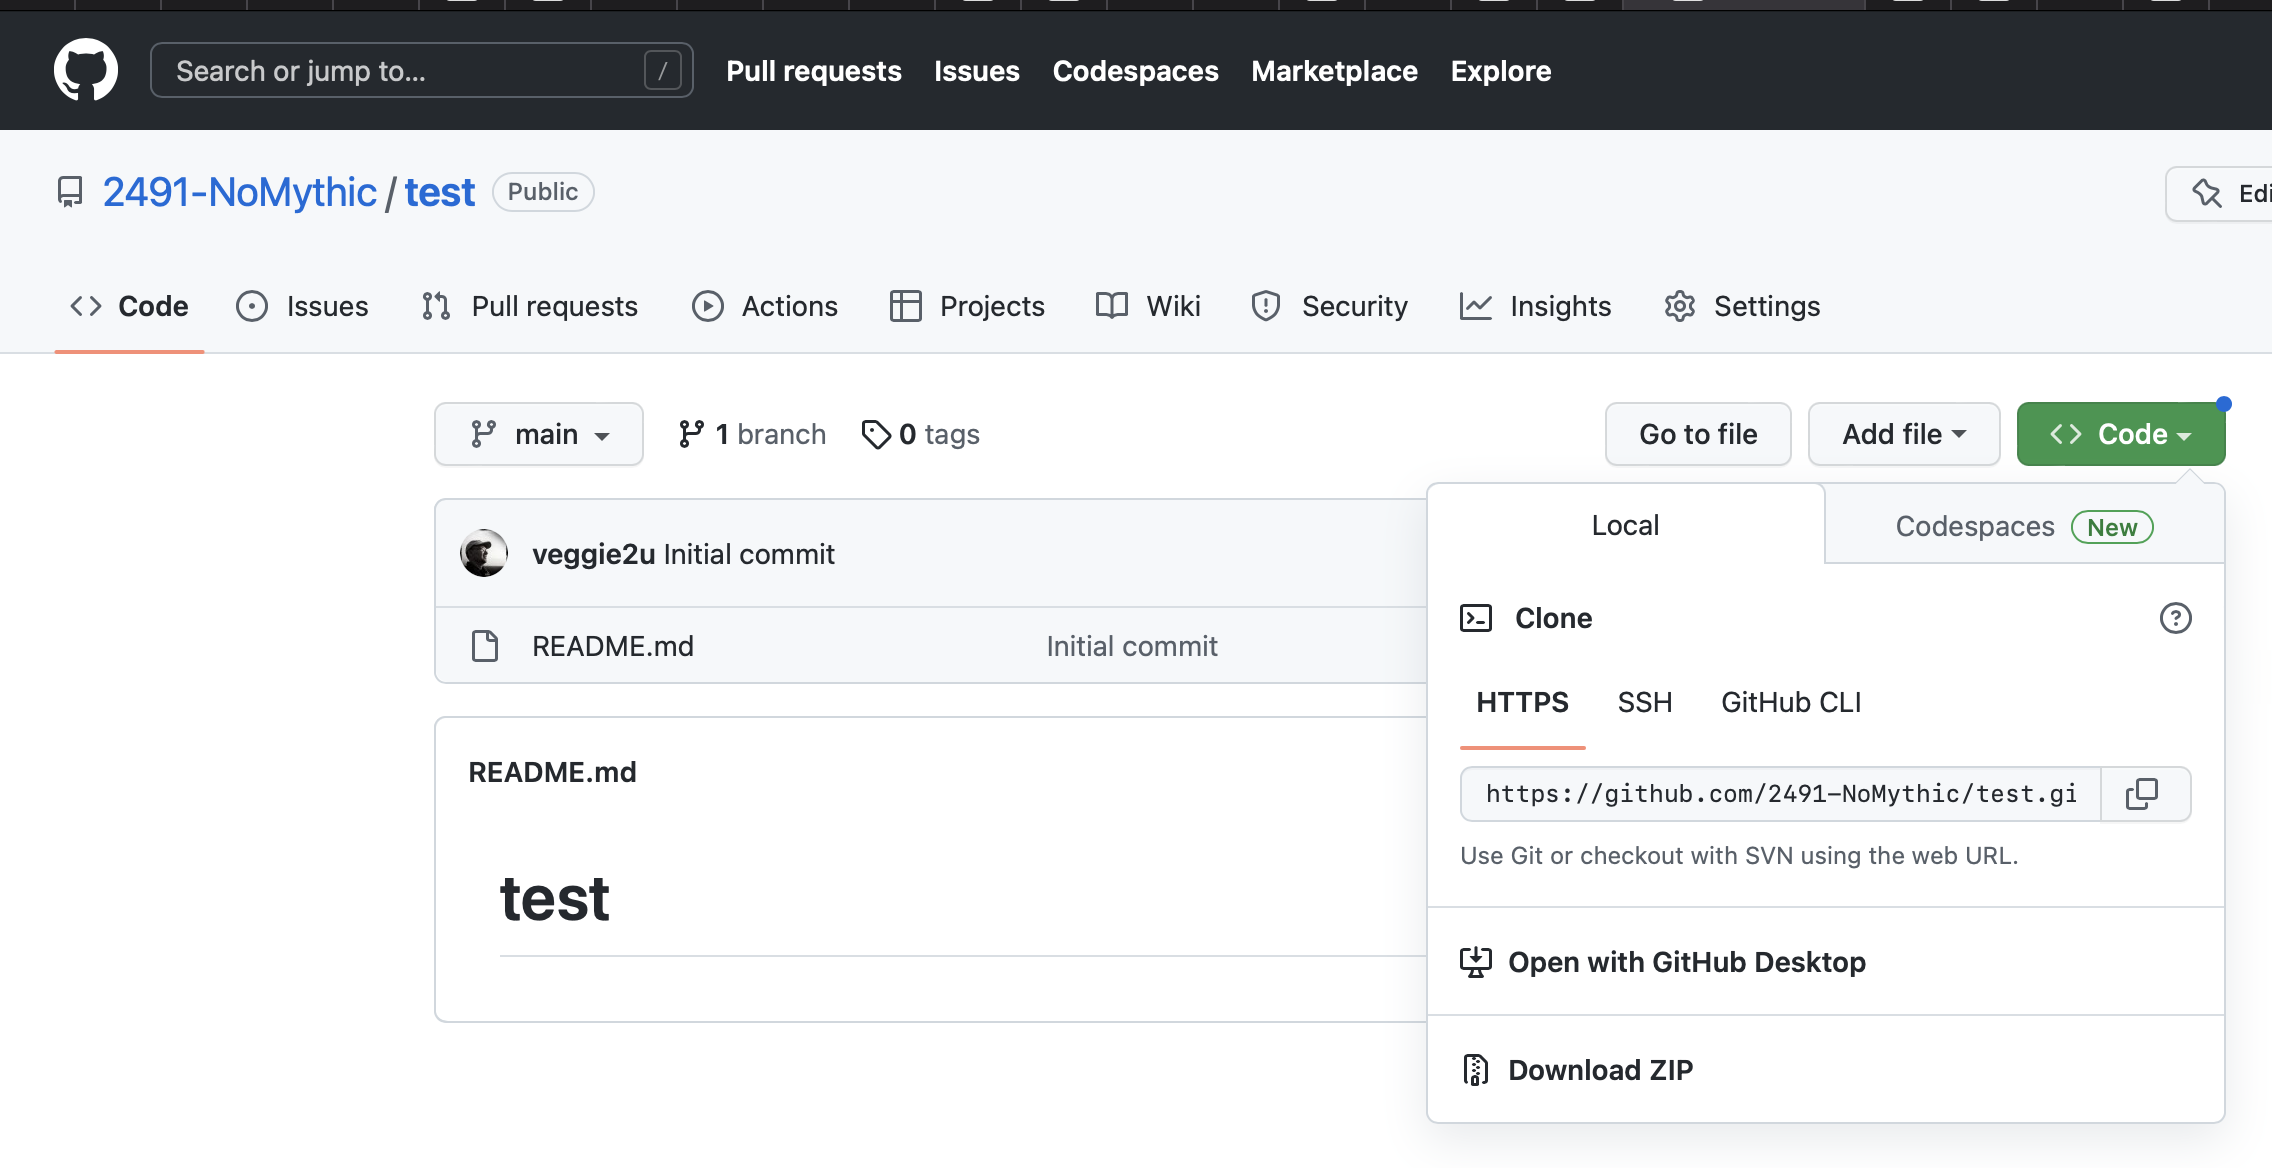 Search or jump to... / Pull requests Issues Codespaces Marketplace Explore
2491-NoMythic / test Public Edi
Code Issues Pull requests Actions Projects Wiki Security Insights Settings
main 1 branch 0 tags Go to file Add file Code
Local Codespaces New
veggie2u Initial commit
Clone
README.md Initial commit
HTTPS SSH GitHub CLI
README.md
https://github.com/2491-NoMythic/test.gi
Use Git or checkout with SVN using the web URL.
test
Open with GitHub Desktop
Download ZIP